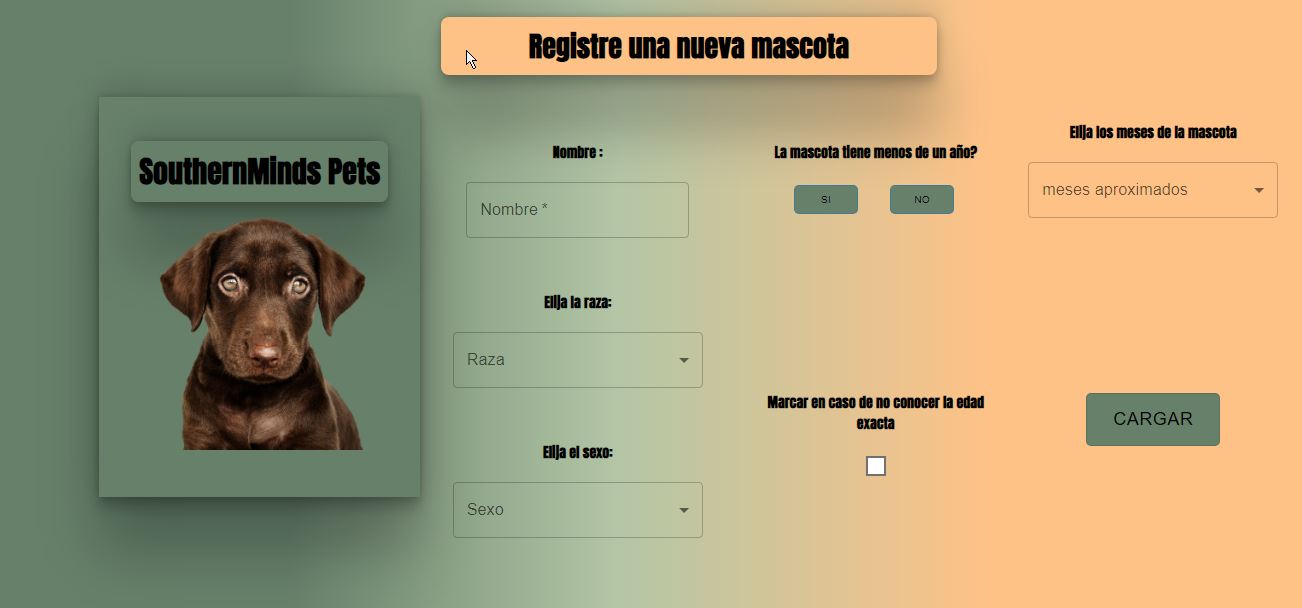 Registre una nueva mascota
SouthernMinds Pets
Nombre :
Nombre *
Elija la raza:
Raza
Elija el sexo:
Sexo
La mascota tiene menos de un año?
SI
NO
Marcar en caso de no conocer la edad
exacta
Elija los meses de la mascota
meses aproximados
CARGAR